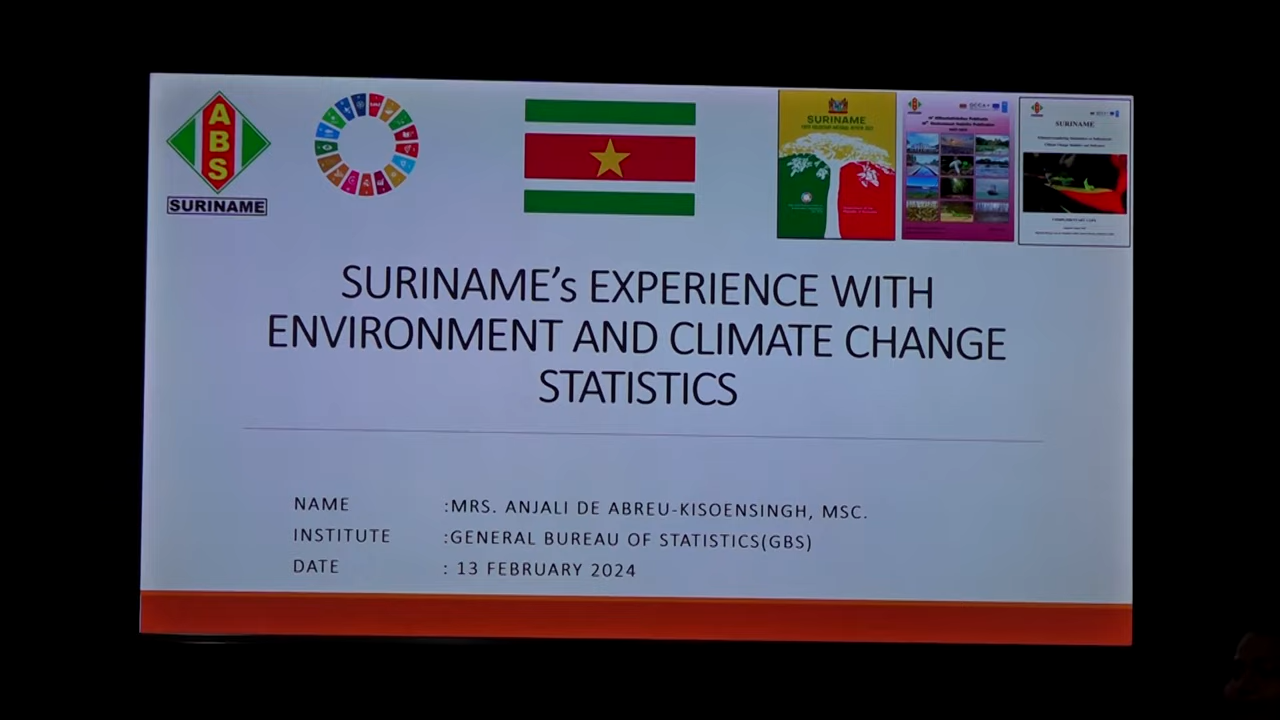 A
B
S
SURINAME
SURINAME
SURINAME
SURINAME's EXPERIENCE WITH
ENVIRONMENT AND CLIMATE CHANGE
STATISTICS
NAME :MRS. ANJALI DE ABREU-KISOENSINGH, MSC.
INSTITUTE :GENERAL BUREAU OF STATISTICS(GBS)
DATE : 13 FEBRUARY 2024